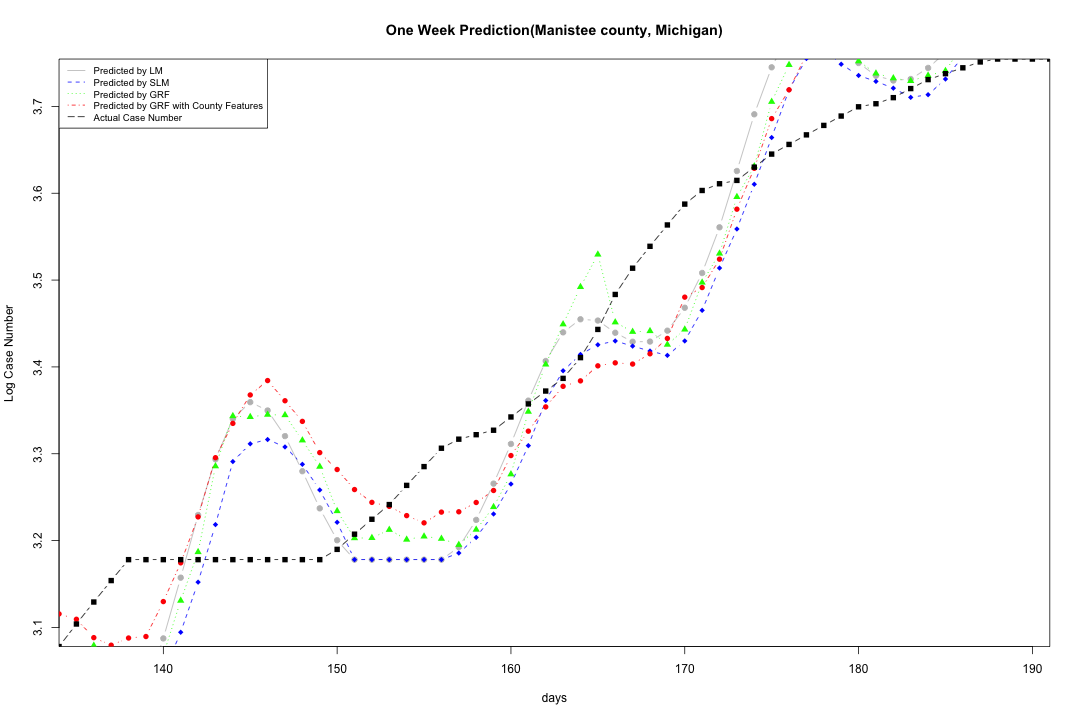 One Week Prediction(Manistee county, Michigan)
Predicted by LM
Predicted by SLM
Predicted by GRF
Predicted by GRF with County Features
Actual Case Number
Log Case Number
3.7
3.6
3.5
3.4
3.3
3.2
3.1
140 150 160 170 180 190
days